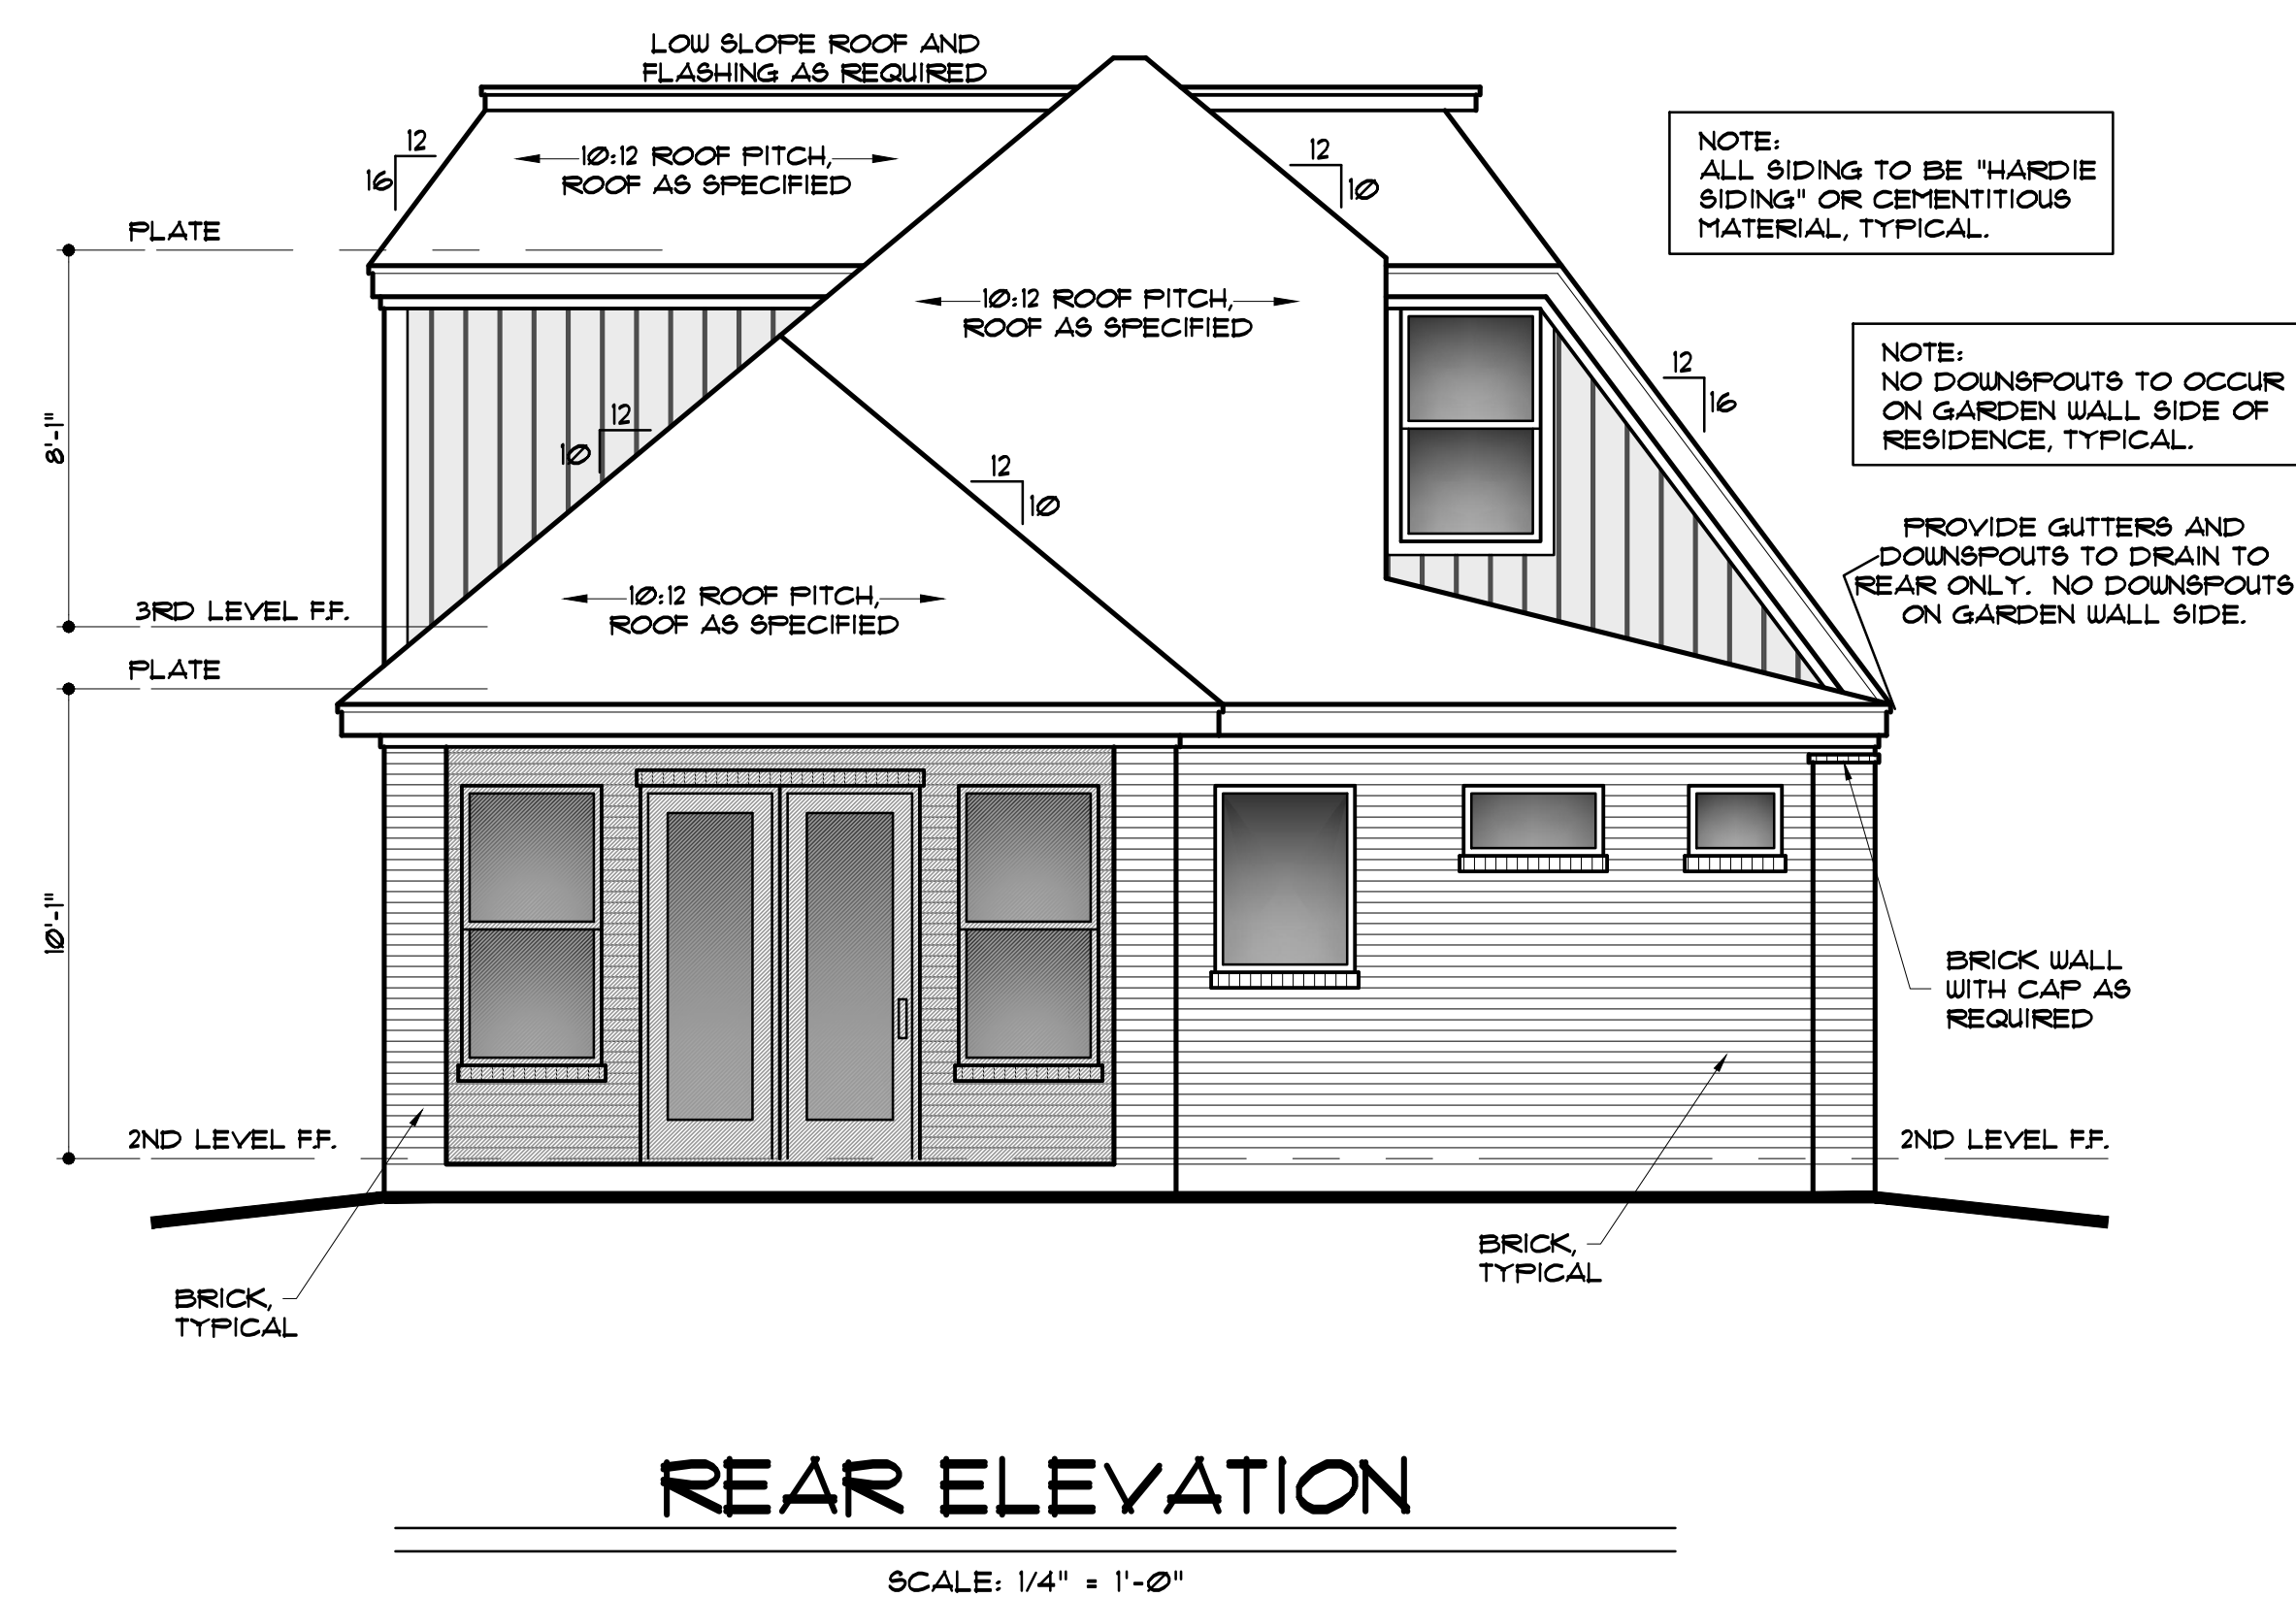 LOW SLOPE ROOF AND
FLASHING AS REQUIRED
12
16
10:12 ROOF PITCH,
ROOF AS SPECIFIED
12
10
NOTE:
ALL SIDING TO BE "HARDIE
SIDING" OR CEMENTITIOUS
MATERIAL, TYPICAL.
PLATE
10:12 ROOF PITCH,
ROOF AS SPECIFIED
NOTE:
NO DOWNSPOUTS TO OCCUR
ON GARDEN WALL SIDE OF
RESIDENCE, TYPICAL.
12
16
8'-1"
12
10
12
10
PROVIDE GUTTERS AND
DOWNSPOUTS TO DRAIN TO
REAR ONLY. NO DOWNSPOUTS
ON GARDEN WALL SIDE.
10:12 ROOF PITCH,
ROOF AS SPECIFIED
3RD LEVEL F.F.
PLATE
10'-1"
BRICK WALL
WITH CAP AS
REQUIRED
2ND LEVEL F.F.
2ND LEVEL F.F.
BRICK,
TYPICAL
BRICK,
TYPICAL
REAR ELEVATION
SCALE: 1/4" = 1'-0"